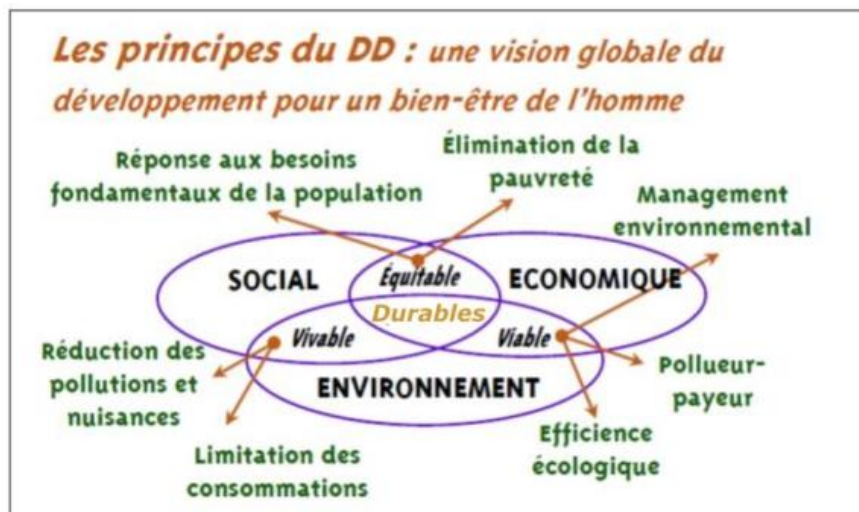 Les principes du DD : une vision globale du
développement pour un bien-être de l'homme
Réponse aux besoins
fondamentaux de la population
Élimination de la
pauvreté
Management
environnemental
SOCIAL
Équitable
ECONOMIQUE
Durables
Vivable
Viable
ENVIRONNEMENT
Réduction des
pollutions et
nuisances
Limitation des
consommations
Efficience
écologique
Pollueur-
payeur